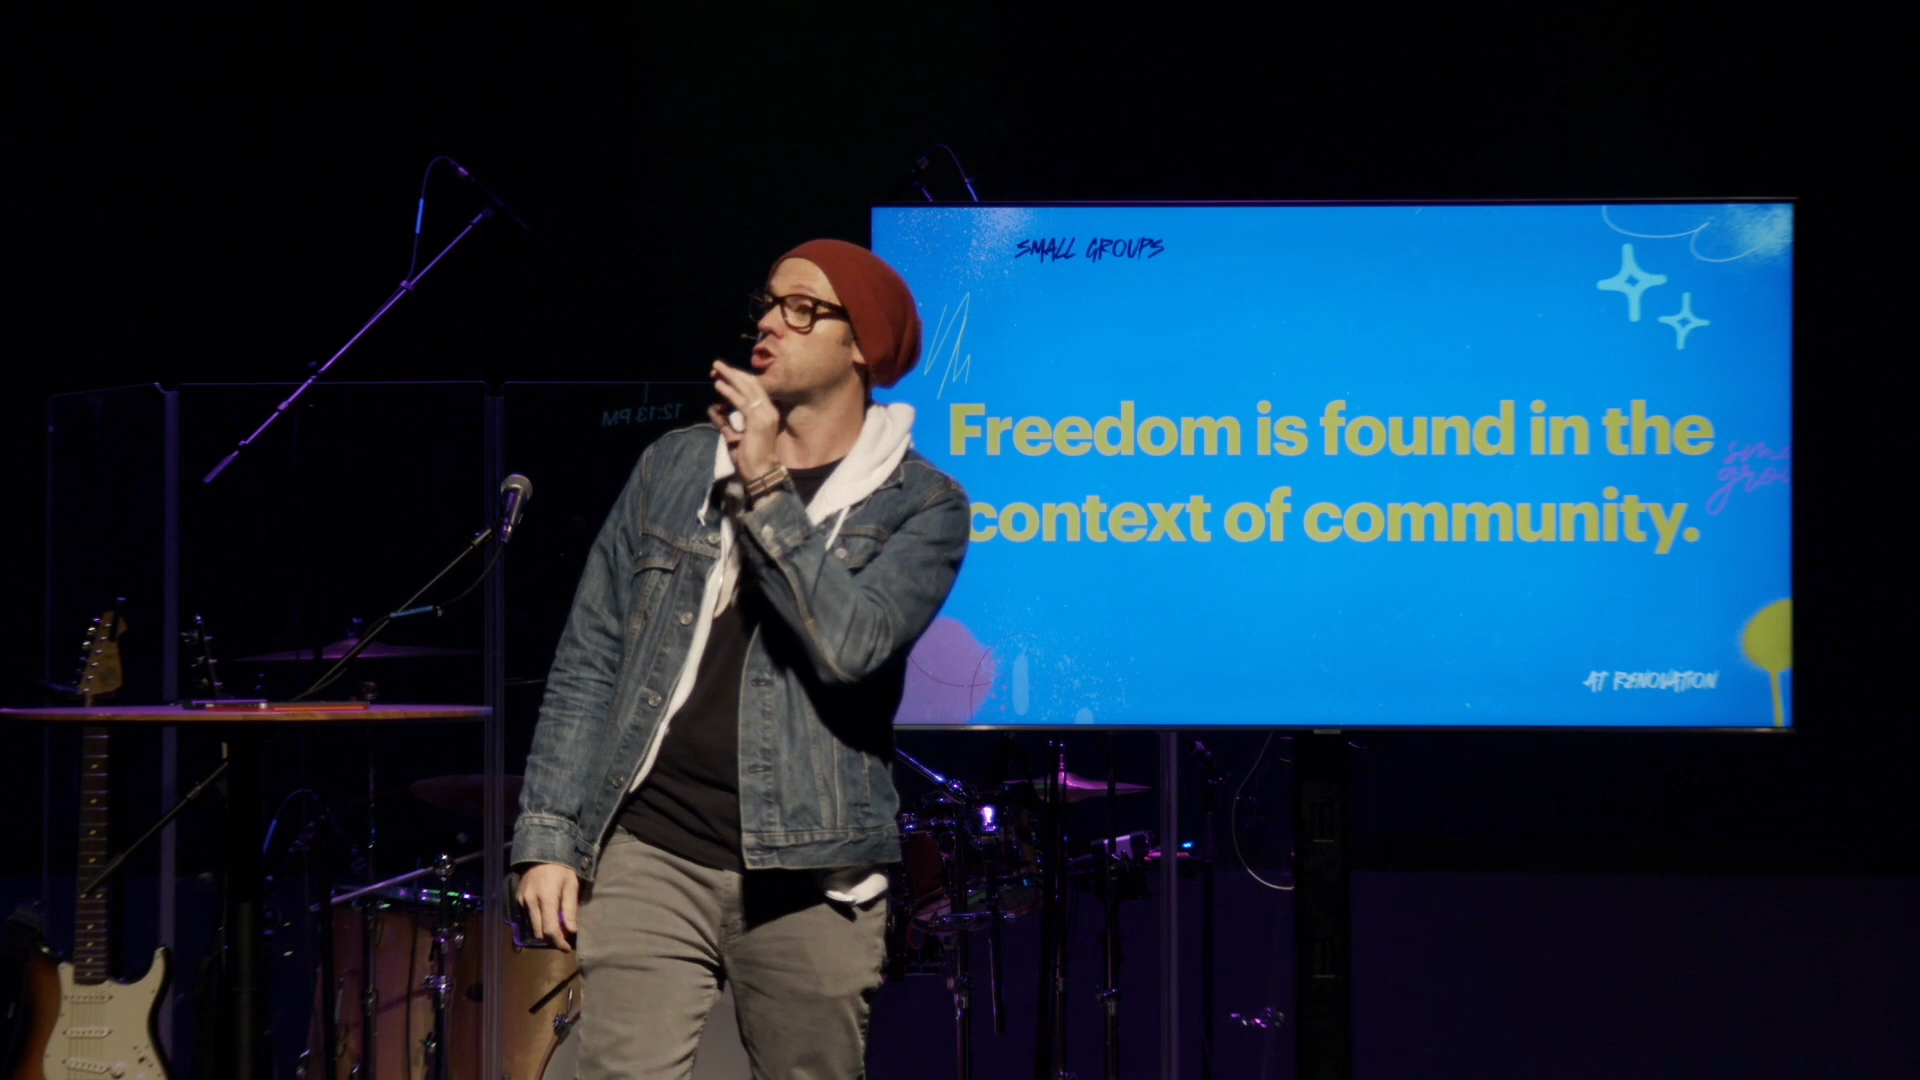 SMALL GROUPS
Freedom is found in the
context of community.
AT RENOVATION
12:13 PM